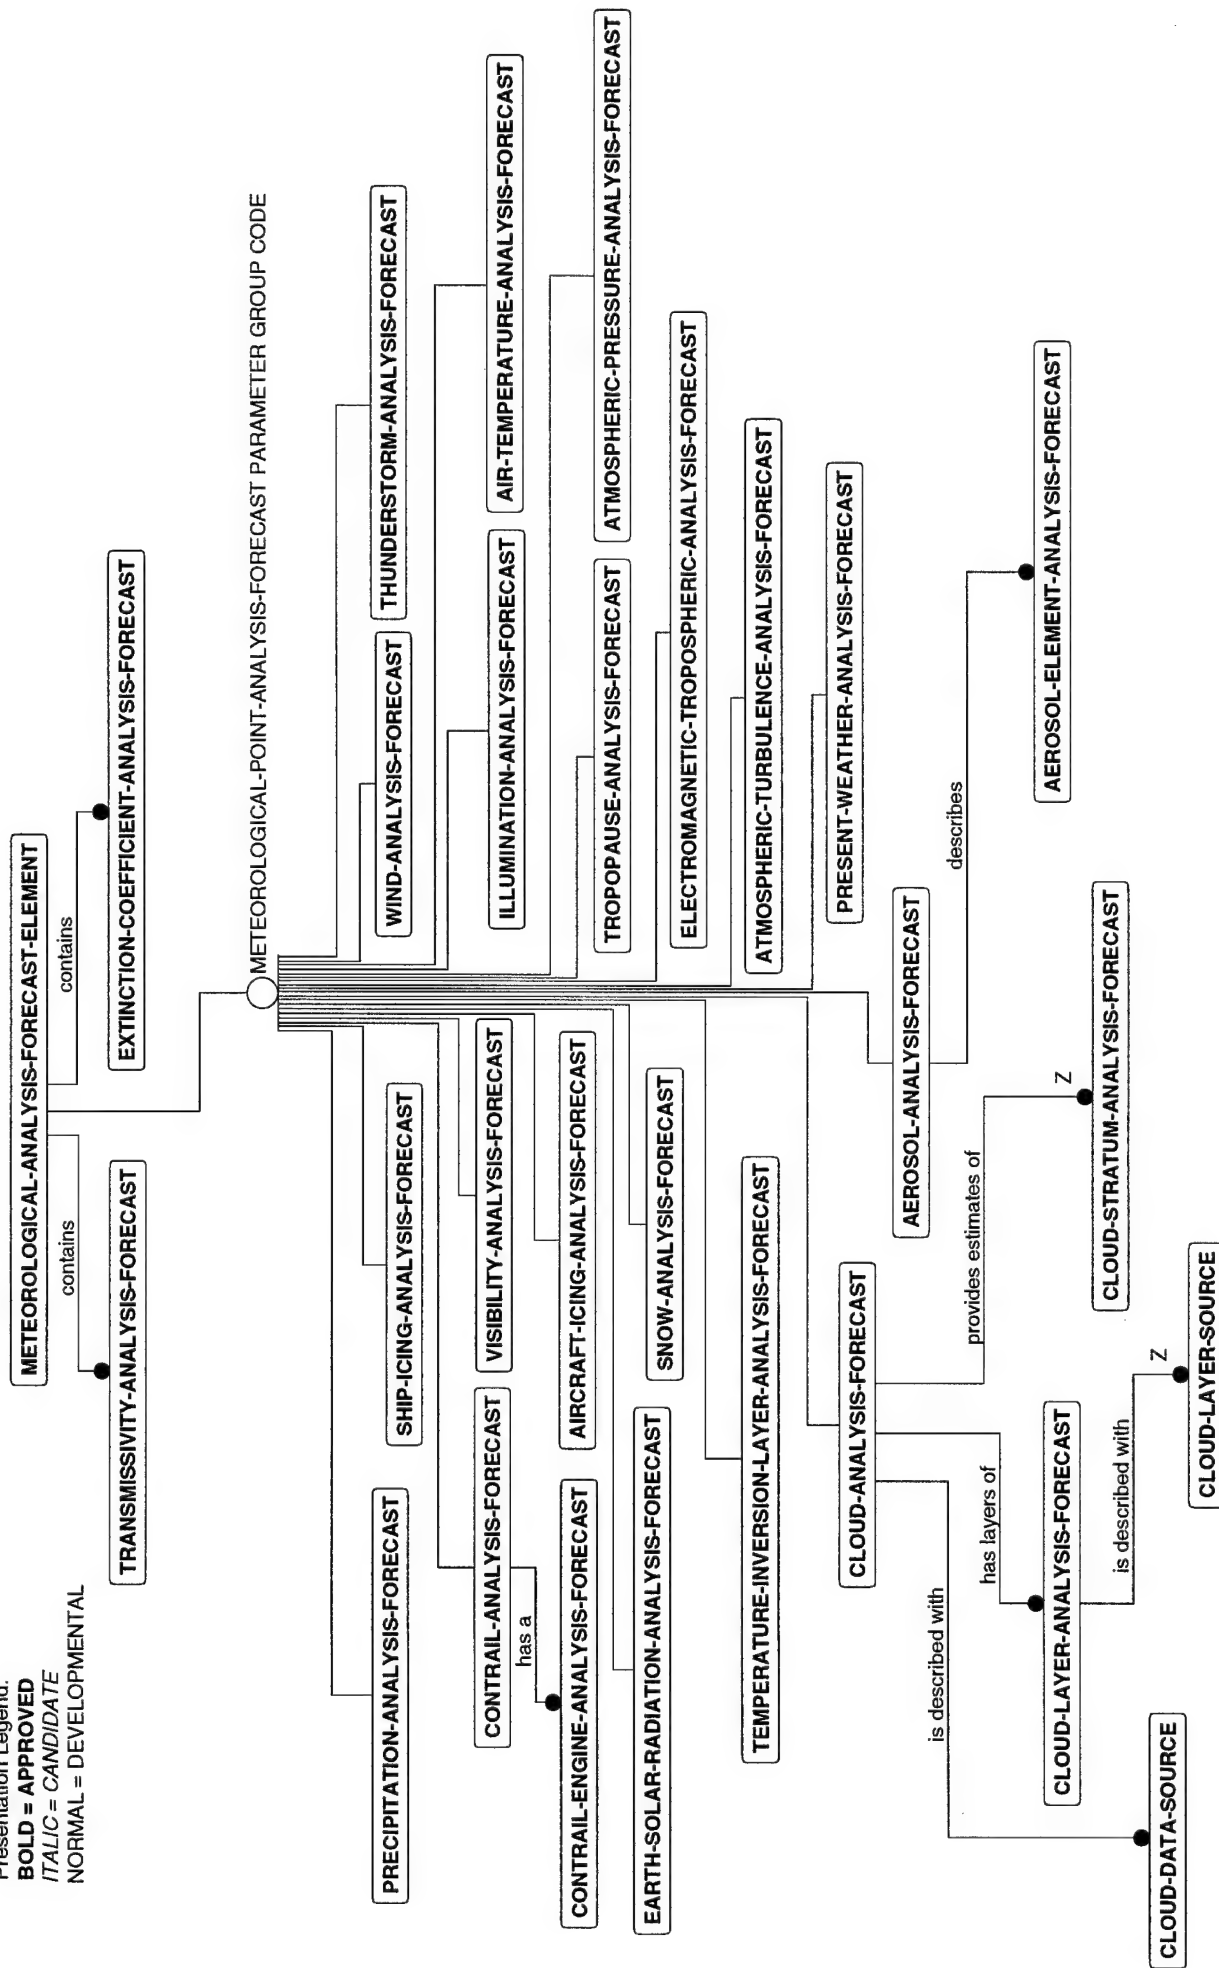 Presentation Legend:
BOLD = APPROVED
ITALIC = CANDIDATE
NORMAL = DEVELOPMENTAL
METEOROLOGICAL-ANALYSIS-FORECAST-ELEMENT
contains
contains
TRANSMISSIVITY-ANALYSIS-FORECAST
EXTINCTION-COEFFICIENT-ANALYSIS-FORECAST
METEOROLOGICAL-POINT-ANALYSIS-FORECAST PARAMETER GROUP CODE
PRECIPITATION-ANALYSIS-FORECAST
SHIP-ICING-ANALYSIS-FORECAST
WIND-ANALYSIS-FORECAST
THUNDERSTORM-ANALYSIS-FORECAST
CONTRAIL-ANALYSIS-FORECAST
VISIBILITY-ANALYSIS-FORECAST
ILLUMINATION-ANALYSIS-FORECAST
AIR-TEMPERATURE-ANALYSIS-FORECAST
has a
CONTRAIL-ENGINE-ANALYSIS-FORECAST
AIRCRAFT-ICING-ANALYSIS-FORECAST
TROPOPAUSE-ANALYSIS-FORECAST
ATMOSPHERIC-PRESSURE-ANALYSIS-FORECAST
EARTH-SOLAR-RADIATION-ANALYSIS-FORECAST
SNOW-ANALYSIS-FORECAST
ELECTROMAGNETIC-TROPOSPHERIC-ANALYSIS-FORECAST
TEMPERATURE-INVERSION-LAYER-ANALYSIS-FORECAST
ATMOSPHERIC-TURBULENCE-ANALYSIS-FORECAST
CLOUD-ANALYSIS-FORECAST
PRESENT-WEATHER-ANALYSIS-FORECAST
AEROSOL-ANALYSIS-FORECAST
is described with
has layers of
provides estimates of
describes
CLOUD-LAYER-ANALYSIS-FORECAST
Z
AEROSOL-ELEMENT-ANALYSIS-FORECAST
CLOUD-STRATUM-ANALYSIS-FORECAST
is described with
Z
CLOUD-DATA-SOURCE
CLOUD-LAYER-SOURCE